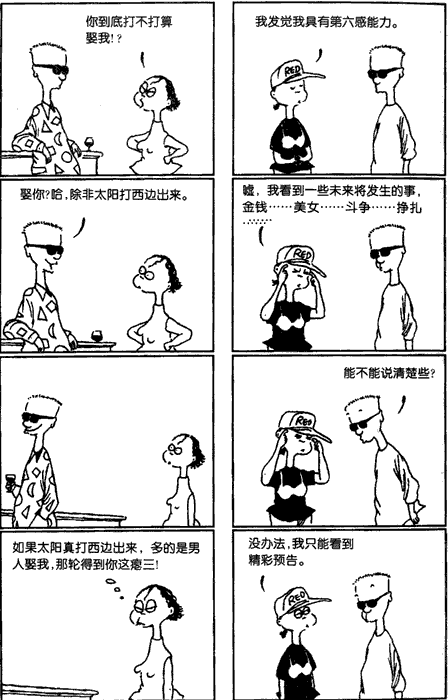 你到底打不打算
娶我!?
娶你?哈,除非太阳打西边出来。
如果太阳真打西边出来，多的是男
人娶我,那轮得到你这瘪三!
我发觉我具有第六感能力。
RED
嘘，我看到一些未来将发生的事，
金钱……美女……斗争……挣扎
……
RED
能不能说清楚些?
RED
没办法,我只能看到
精彩预告。
RED